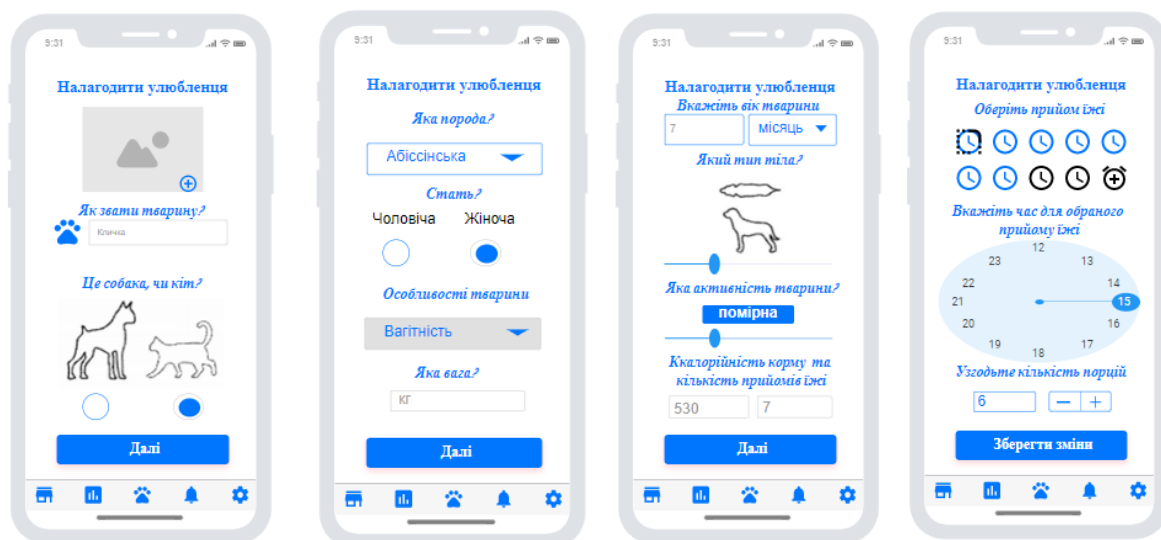 9:31
Налагодити улюбленця
Як звати тварину?
Кличка
Це собака, чи кіт?
Далі
9:31
Налагодити улюбленця
Яка порода?
Абіссінська
Стать?
Чоловіча Жіноча
Особливості тварини
Вагітність
Яка вага?
КГ
Далі
9:31
Налагодити улюбленця
Вкажіть вік тварини
7 місяць
Який тип тіла?
Яка активність тварини?
помірна
Ккалорійність корму та
кількість прийомів їжі
530 7
Далі
9:31
Налагодити улюбленця
Оберіть прийом їжі
Вкажіть час для обраного
прийому їжі
12
23 13
22 14
21 15
20 16
19 17
18
Узгодьте кількість порцій
6 — +
Зберегти зміни